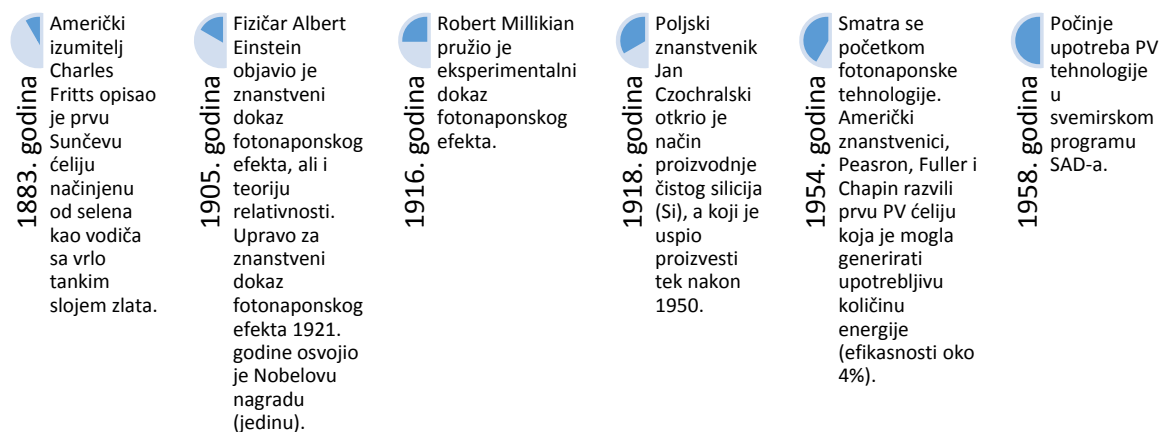 1883. godina
Američki
izumitelj
Charles
Fritts opisao
je prvu
Sunčevu
ćeliju
načinjenu
od selena
kao vodiča
sa vrlo
tankim
slojem zlata.
1905. godina
Fizičar Albert
Einstein
objavio je
znanstveni
dokaz
fotonaponskog
efekta, ali i
teoriju
relativnosti.
Upravo za
znanstveni
dokaz
fotonaponskog
efekta 1921.
godine osvojio
je Nobelovu
nagradu
(jedinu).
1916. godina
Robert Millikian
pružio je
eksperimentalni
dokaz
fotonaponskog
efekta.
1918. godina
Poljski
znanstvenik
Jan
Czochralski
otkrio je
način
proizvodnje
čistog silicija
(Si), a koji je
uspio
proizvesti
tek nakon
1950.
1954. godina
Smatra se
početkom
fotonaponske
tehnologije.
Američki
znanstvenici,
Peasron, Fuller i
Chapin razvili
prvu PV ćeliju
koja je mogla
generirati
upotrebljivu
količinu
energije
(efikasnosti oko
4%).
1958. godina
Počinje
upotreba PV
tehnologije
u
svemirskom
programu
SAD-a.